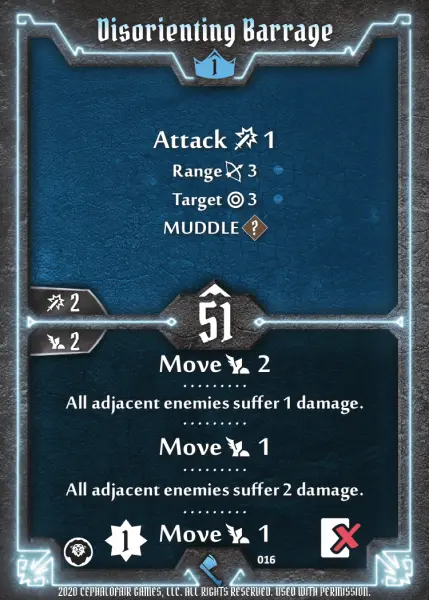 Disorienting Barrage
1
Attack 1
Range 3
Target 3
MUDDLE ?
2
51
2
Move 2
All adjacent enemies suffer 1 damage.
Move 1
All adjacent enemies suffer 2 damage.
1 Move 1
016
2020 CEPHALOFAIR GAMES, LLC. ALL RIGHTS RESERVED. USED WITH PERMISSION.